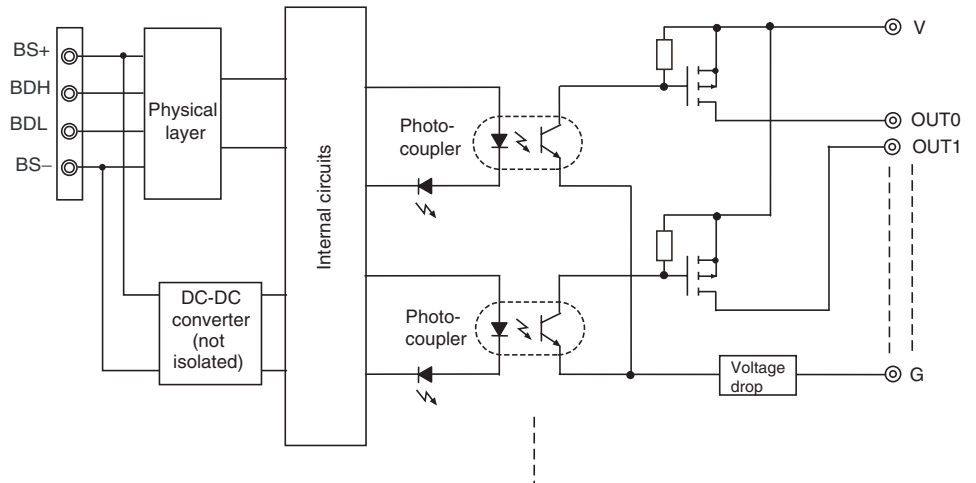 BS+
BDH
BDL
BS−
Physical
layer
DC-DC
converter
(not
isolated)
Internal circuits
Photo-
coupler
Photo-
coupler
Voltage
drop
V
OUT0
OUT1
G